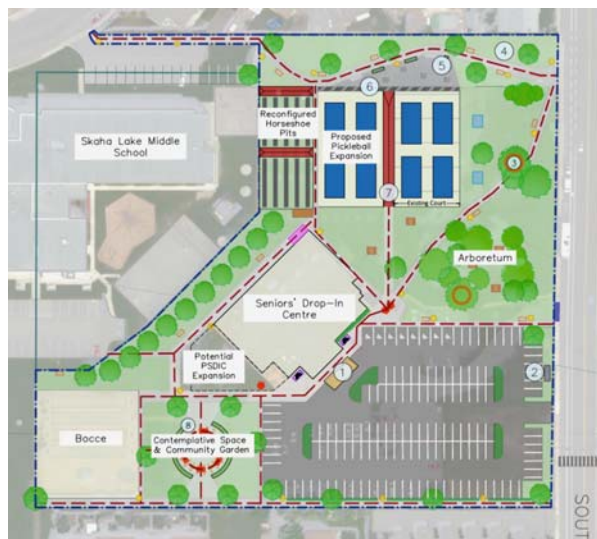 4
5
6
Reconfigured
Horseshoe
Pits
Proposed
Pickleball
Expansion
Skaha Lake Middle
School
3
7
Existing Court
Arboretum
Seniors' Drop-In
Centre
Potential
PSDIC
Expansion
1
2
8
Bocce
Contemplative Space
& Community Garden
SOUT